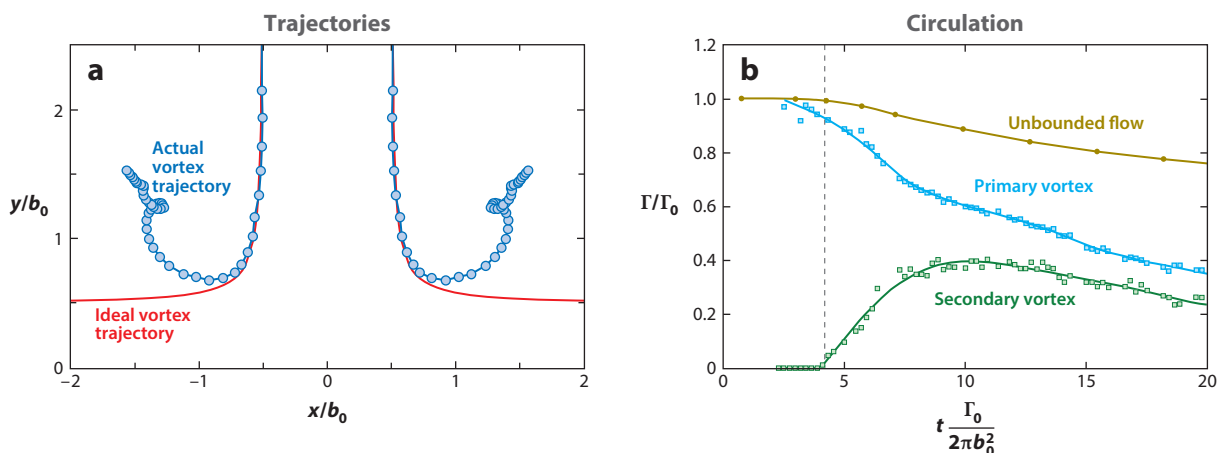 Trajectories
a
2
1
0
y/b₀
Actual
vortex
trajectory
Ideal vortex
trajectory
−2
−1
0
1
2
x/b₀
Circulation
b
1.2
1.0
0.8
0.6
0.4
0.2
0
Γ/Γ₀
Unbounded flow
Primary vortex
Secondary vortex
0
5
10
15
20
t Γ₀
2πb₀²